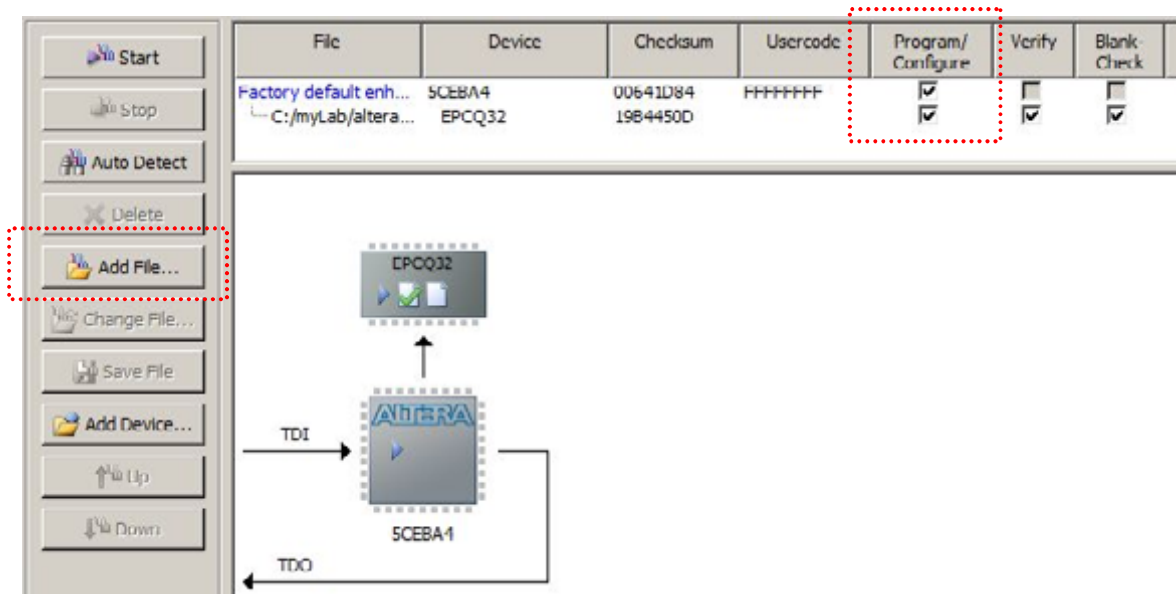 Start
Stop
Auto Detect
Delete
Add File...
Change File...
Save File
Add Device...
Up
Down
File Device Checksum Usercode Program/ Verify Blank-
Configure Check
Factory default enh... 5CEBA4 00641D84 FFFFFFFF
C:/myLab/altera... EPCQ32 19B4450D
EPCQ32
ALTERA
TDI
5CEBA4
TDO